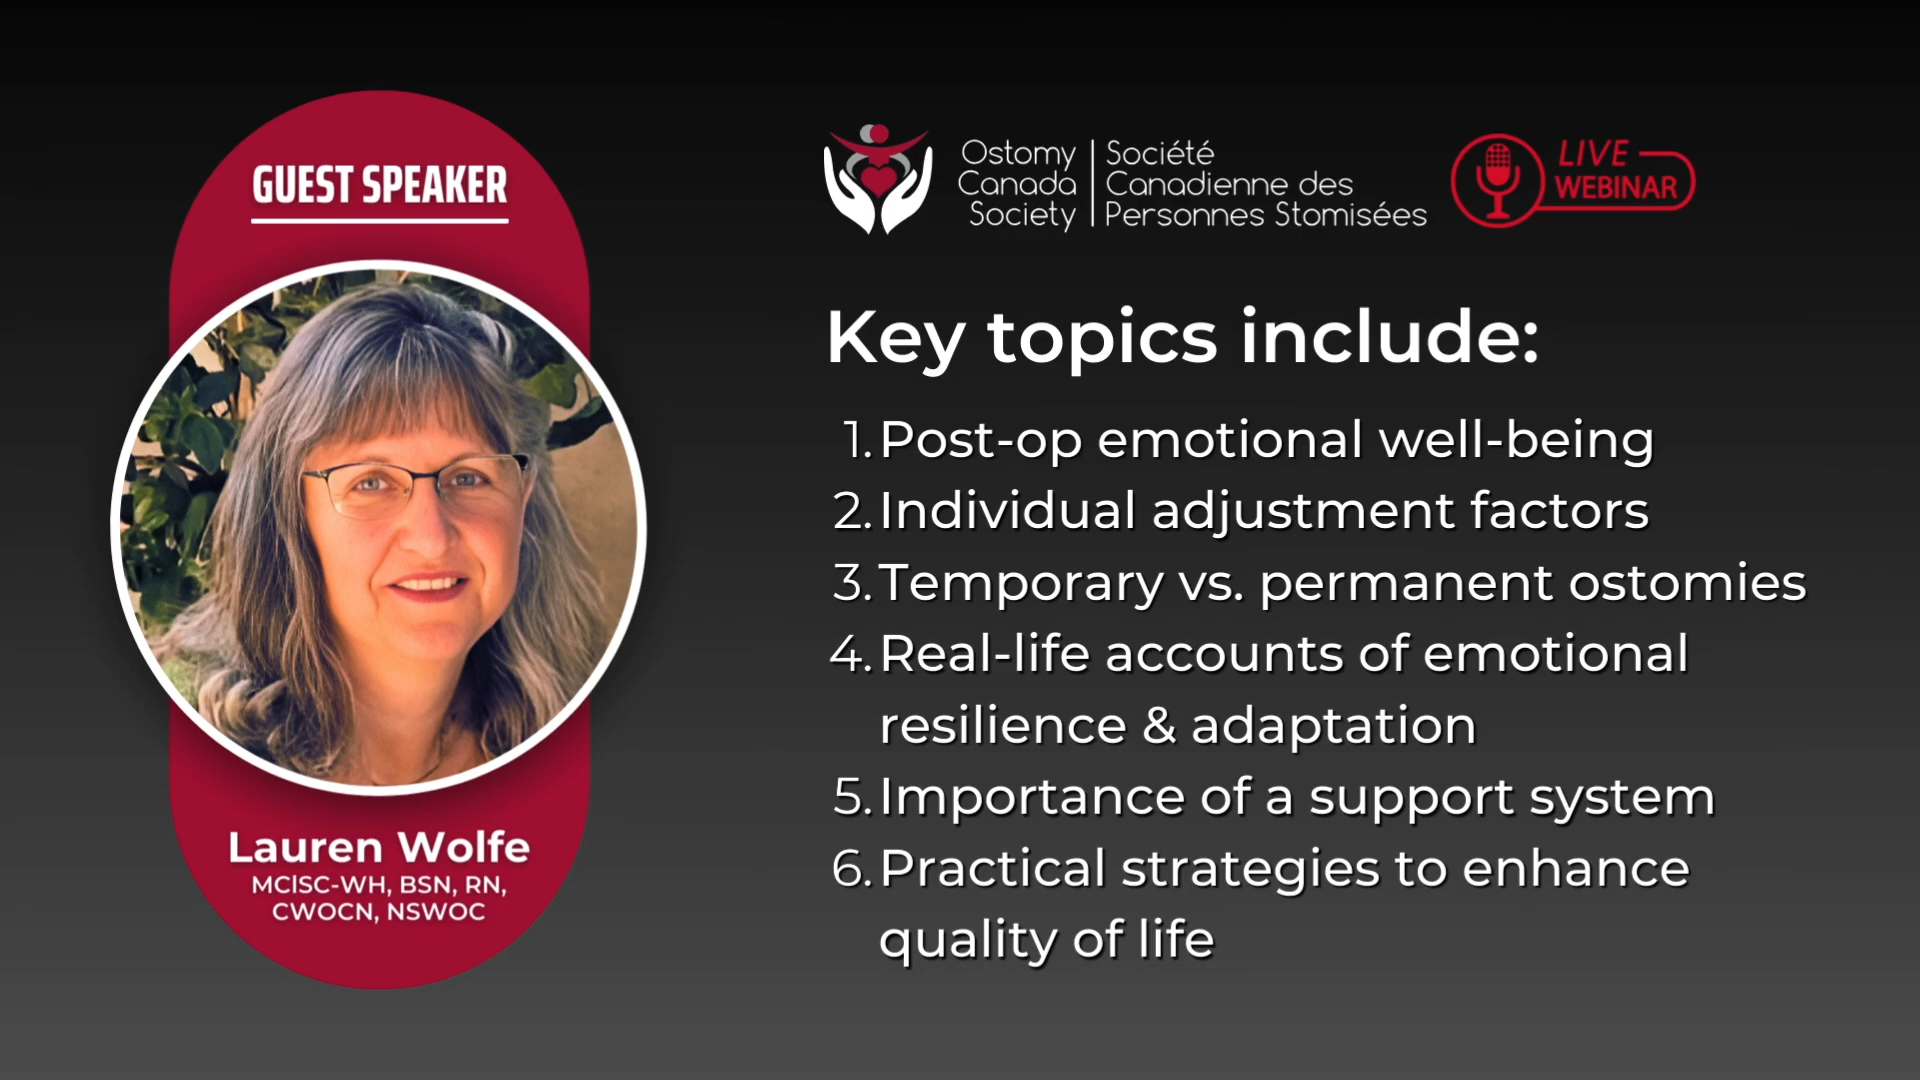 GUEST SPEAKER
Lauren Wolfe
MClSC-WH, BSN, RN,
CWOCN, NSWOC
Ostomy
Canada
Society
Société
Canadienne des
Personnes Stomisées
LIVE
WEBINAR
Key topics include:
1. Post-op emotional well-being
2. Individual adjustment factors
3. Temporary vs. permanent ostomies
4. Real-life accounts of emotional
resilience & adaptation
5. Importance of a support system
6. Practical strategies to enhance
quality of life